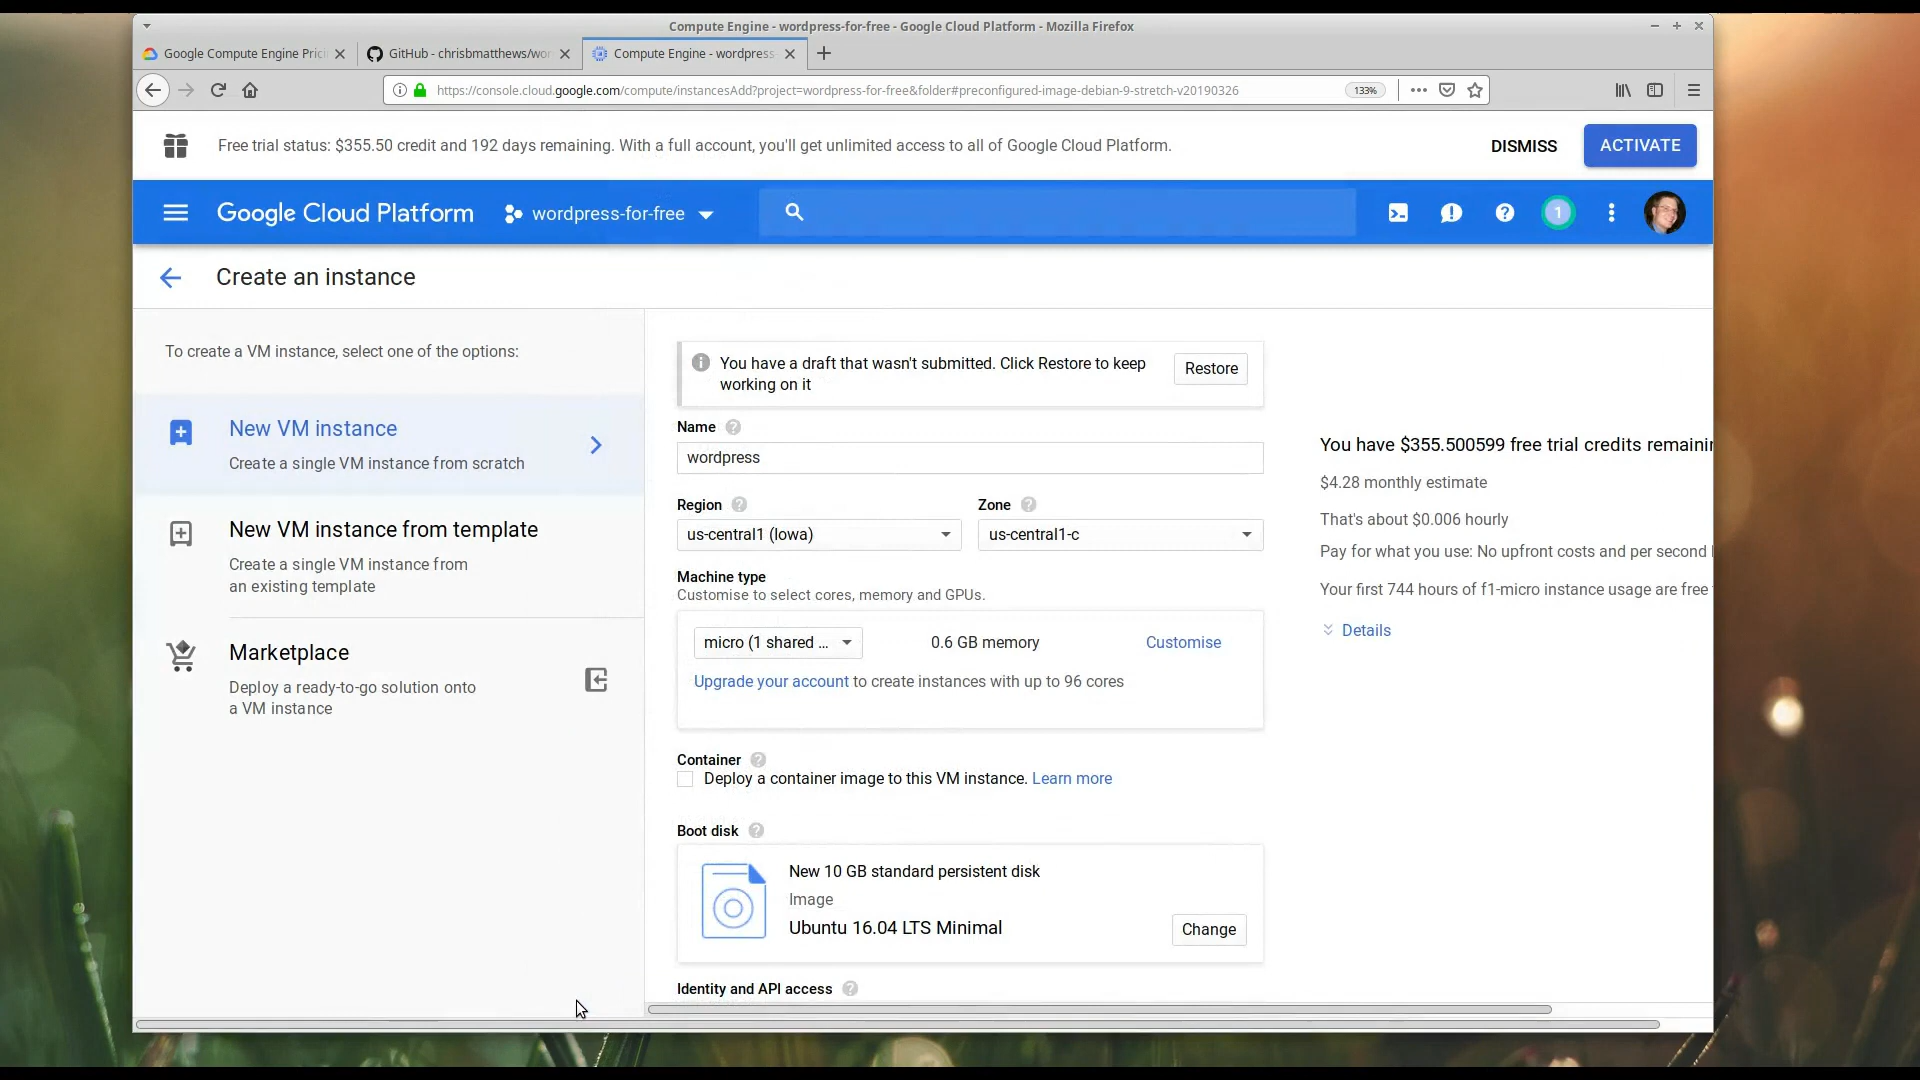 Compute Engine - wordpress-for-free - Google Cloud Platform - Mozilla Firefox
Google Compute Engine Prici
GitHub - chrisbmatthews/wor
Compute Engine - wordpress-
https://console.cloud.google.com/compute/instancesAdd?project=wordpress-for-free&folder#preconfigured-image-debian-9-stretch-v20190326
133%
Free trial status: $355.50 credit and 192 days remaining. With a full account, you'll get unlimited access to all of Google Cloud Platform.
DISMISS
ACTIVATE
Google Cloud Platform
wordpress-for-free
1
Create an instance
To create a VM instance, select one of the options:
New VM instance
Create a single VM instance from scratch
New VM instance from template
Create a single VM instance from
an existing template
Marketplace
Deploy a ready-to-go solution onto
a VM instance
You have a draft that wasn't submitted. Click Restore to keep
working on it
Restore
Name
wordpress
Region
Zone
us-central1 (Iowa)
us-central1-c
Machine type
Customise to select cores, memory and GPUs.
micro (1 shared ...
0.6 GB memory
Customise
Upgrade your account to create instances with up to 96 cores
Container
Deploy a container image to this VM instance. Learn more
Boot disk
New 10 GB standard persistent disk
Image
Ubuntu 16.04 LTS Minimal
Change
Identity and API access
You have $355.500599 free trial credits remainin
$4.28 monthly estimate
That's about $0.006 hourly
Pay for what you use: No upfront costs and per second
Your first 744 hours of f1-micro instance usage are free
Details